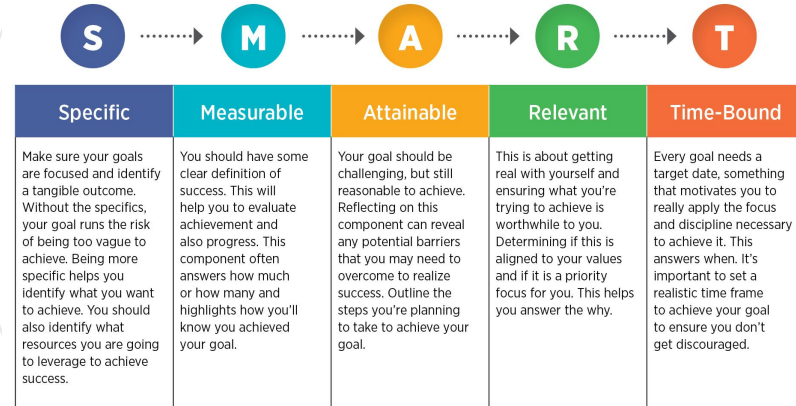 S
M
A
R
T
Specific
Measurable
Attainable
Relevant
Time-Bound
Make sure your goals
are focused and identify
a tangible outcome.
Without the specifics,
your goal runs the risk
of being too vague to
achieve. Being more
specific helps you
identify what you want
to achieve. You should
also identify what
resources you are going
to leverage to achieve
success.
You should have some
clear definition of
success. This will
help you to evaluate
achievement and
also progress. This
component often
answers how much
or how many and
highlights how you'll
know you achieved
your goal.
Your goal should be
challenging, but still
reasonable to achieve.
Reflecting on this
component can reveal
any potential barriers
that you may need to
overcome to realize
success. Outline the
steps you're planning
to take to achieve your
goal.
This is about getting
real with yourself and
ensuring what you're
trying to achieve is
worthwhile to you.
Determining if this is
aligned to your values
and if it is a priority
focus for you. This helps
you answer the why.
Every goal needs a
target date, something
that motivates you to
really apply the focus
and discipline necessary
to achieve it. This
answers when. It's
important to set a
realistic time frame
to achieve your goal
to ensure you don't
get discouraged.